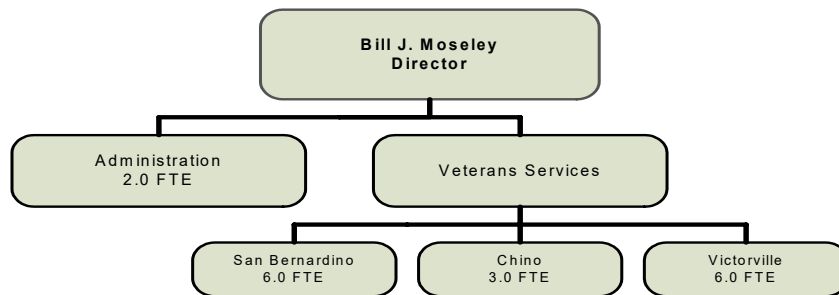 Bill J. Moseley
Director
Administration
2.0 FTE
Veterans Services
San Bernardino
6.0 FTE
Chino
3.0 FTE
Victorville
6.0 FTE